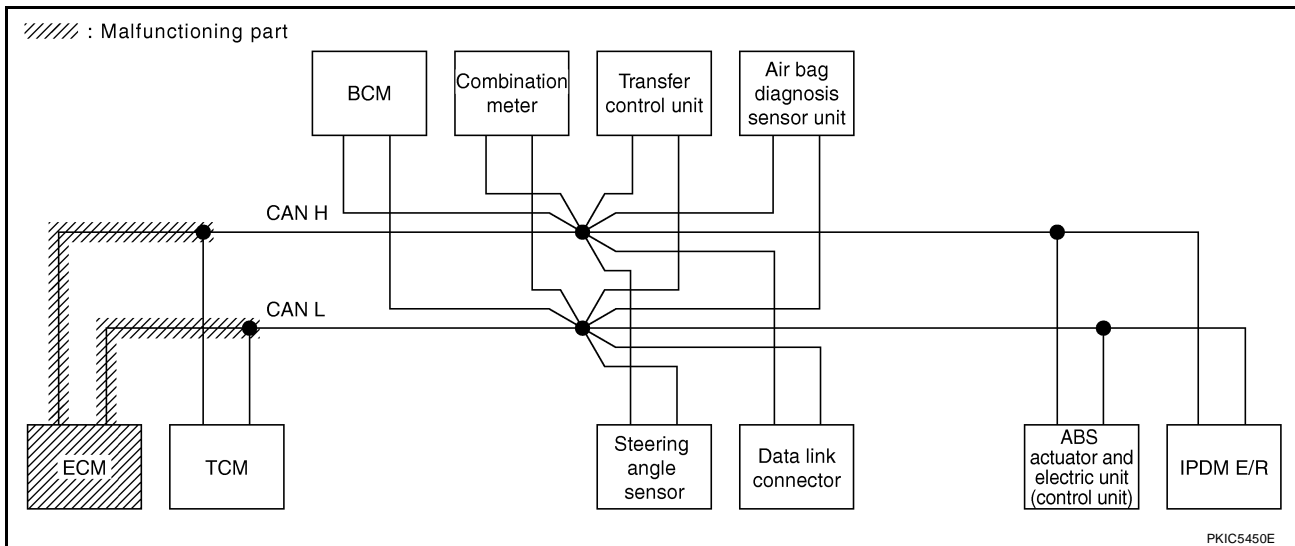 : Malfunctioning part
BCM
Combination
meter
Transfer
control unit
Air bag
diagnosis
sensor unit
CAN H
CAN L
ECM
TCM
Steering
angle
sensor
Data link
connector
ABS
actuator and
electric unit
(control unit)
IPDM E/R
PKIC5450E